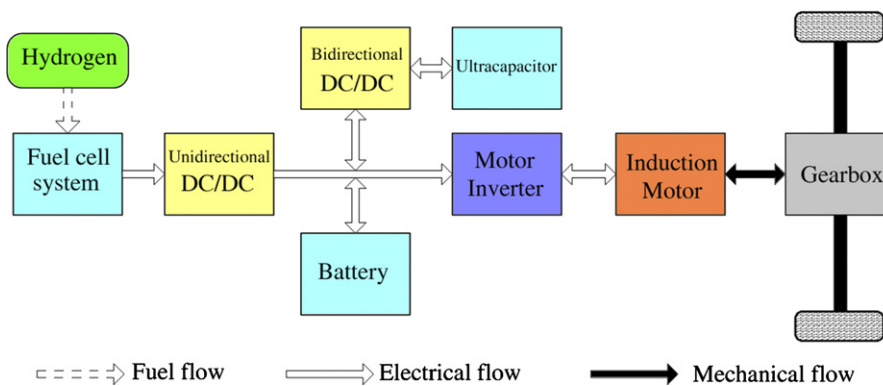 Hydrogen
Bidirectional
DC/DC
Ultracapacitor
Fuel cell
system
Unidirectional
DC/DC
Motor
Inverter
Induction
Motor
Gearbox
Battery
Fuel flow
Electrical flow
Mechanical flow